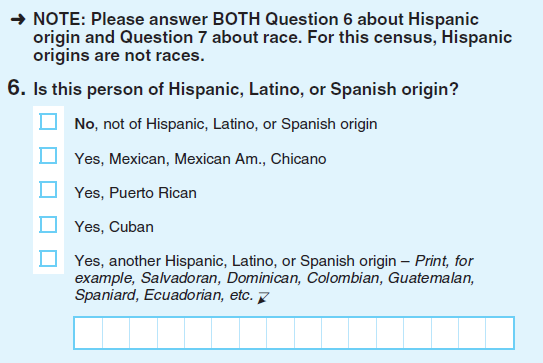 ➜ NOTE: Please answer BOTH Question 6 about Hispanic
origin and Question 7 about race. For this census, Hispanic
origins are not races.
6. Is this person of Hispanic, Latino, or Spanish origin?
No, not of Hispanic, Latino, or Spanish origin
Yes, Mexican, Mexican Am., Chicano
Yes, Puerto Rican
Yes, Cuban
Yes, another Hispanic, Latino, or Spanish origin – Print, for
example, Salvadoran, Dominican, Colombian, Guatemalan,
Spaniard, Ecuadorian, etc.